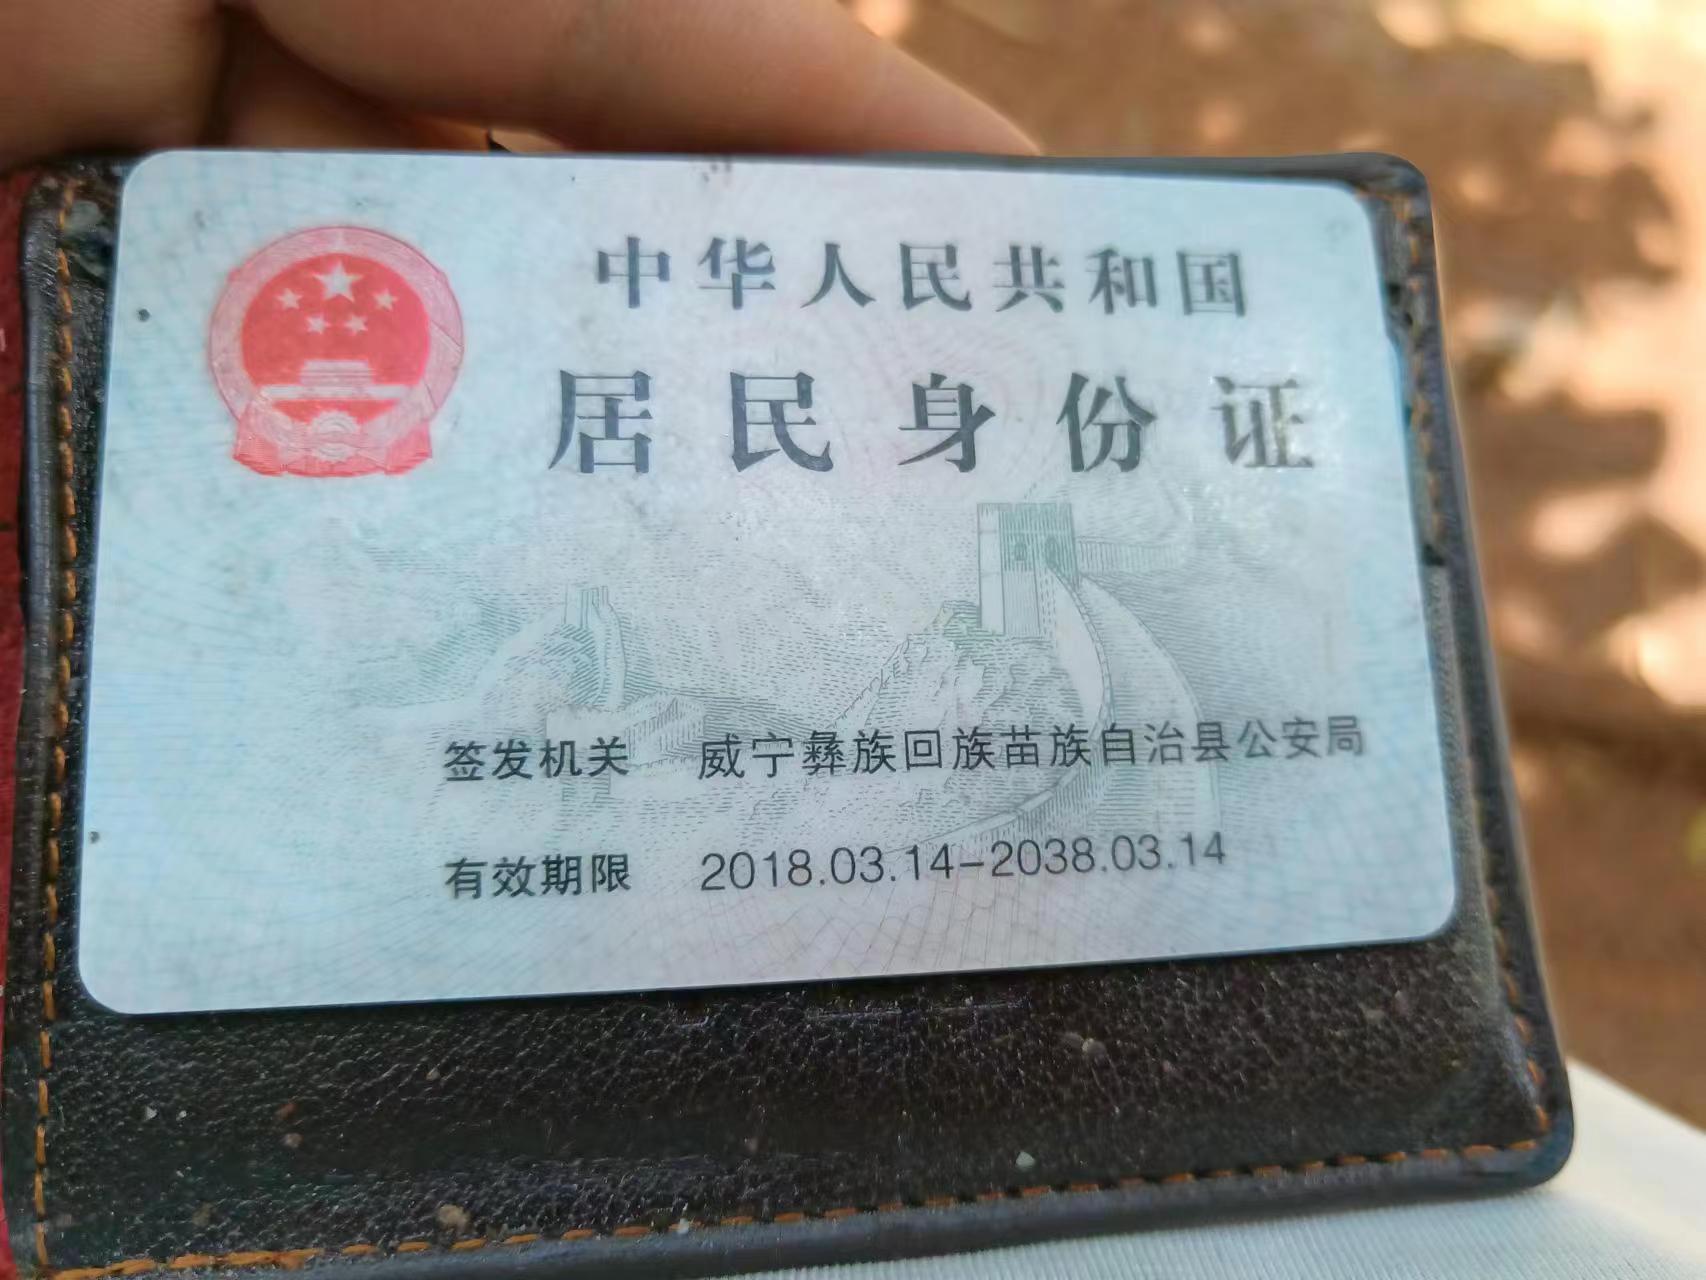 中华人民共和国
居民身份证
签发机关 威宁彝族回族苗族自治县公安局
有效期限 2018.03.14-2038.03.14